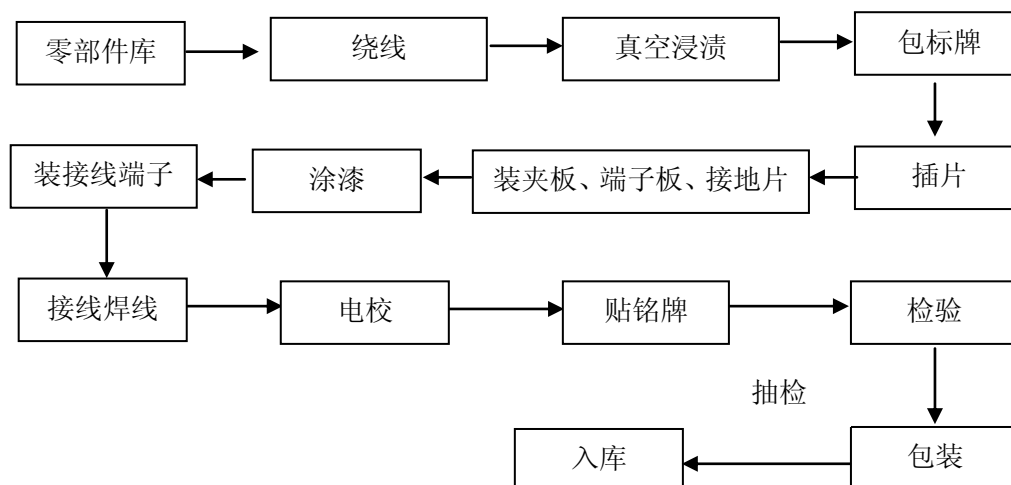 零部件库
绕线
真空浸渍
包标牌
插片
装夹板、端子板、接地片
涂漆
装接线端子
接线焊线
电校
贴铭牌
检验
抽检
包装
入库